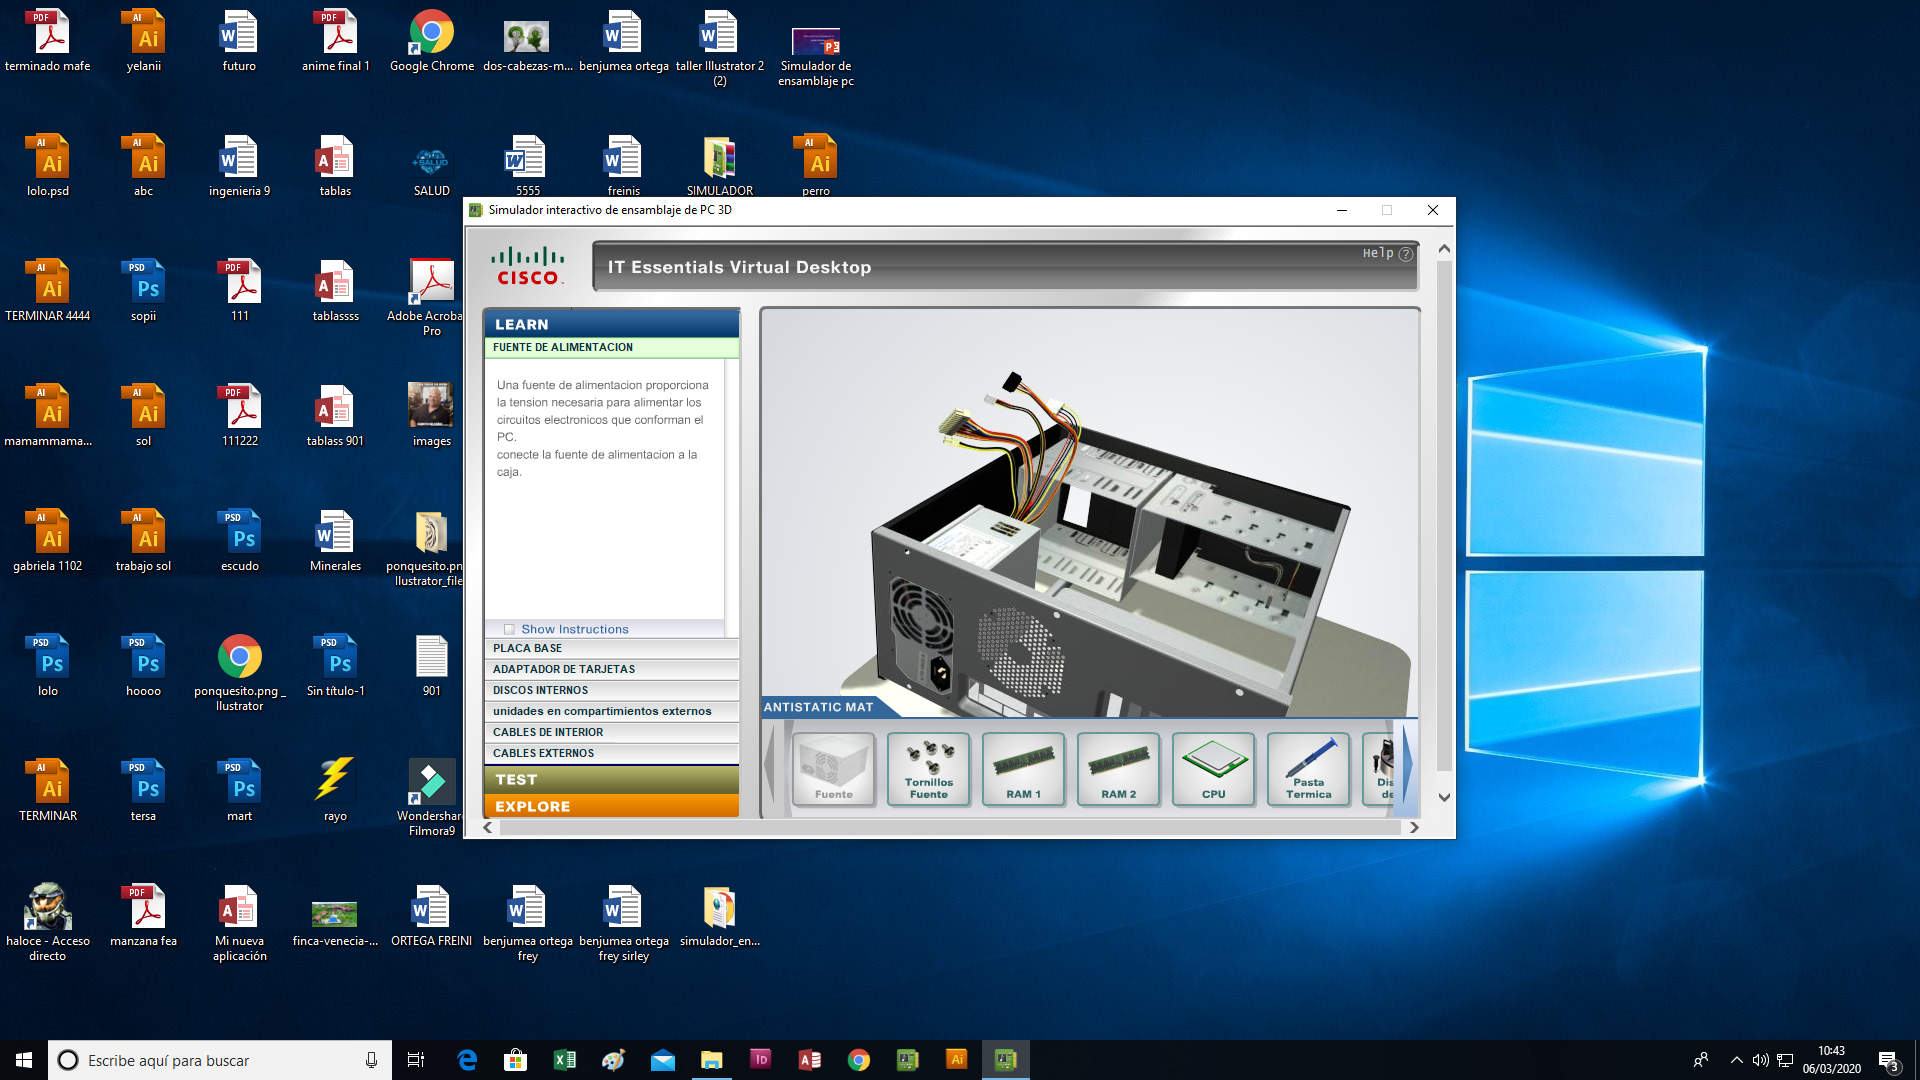 terminado mafe
yelanii
futuro
anime final 1
Google Chrome
dos-cabezas-m...
benjumea ortega
taller Illustrator 2
(2)
Simulador de
ensamblaje pc
lolo.psd
abc
ingenieria 9
tablas
SALUD
5555
freinis
SIMULADOR
perro
TERMINAR 4444
sopii
111
tablassss
Adobe Acroba
Pro
mamammama...
sol
111222
tablass 901
images
gabriela 1102
trabajo sol
escudo
Minerales
ponquesito.pn
llustrator_file
lolo
hoooo
ponquesito.png _
Ilustrator
Sin título-1
901
TERMINAR
tersa
mart
rayo
Wondershar
Filmora9
haloce - Acceso
directo
manzana fea
Mi nueva
aplicación
finca-venecia-...
ORTEGA FREINI
benjumea ortega
frey
benjumea ortega
frey sirley
simulador_en...
Simulador interactivo de ensamblaje de PC 3D
CISCO
IT Essentials Virtual Desktop
Help ?
LEARN
FUENTE DE ALIMENTACION
Una fuente de alimentacion proporciona
la tension necesaria para alimentar los
circuitos electronicos que conforman el
PC.
conecte la fuente de alimentacion a la
caja.
Show Instructions
PLACA BASE
ADAPTADOR DE TARJETAS
DISCOS INTERNOS
unidades en compartimientos externos
CABLES DE INTERIOR
CABLES EXTERNOS
TEST
EXPLORE
ANTISTATIC MAT
Fuente
Tornillos
Fuente
RAM 1
RAM 2
CPU
Pasta
Termica
Dis
de
Escribe aquí para buscar
10:43
06/03/2020
3